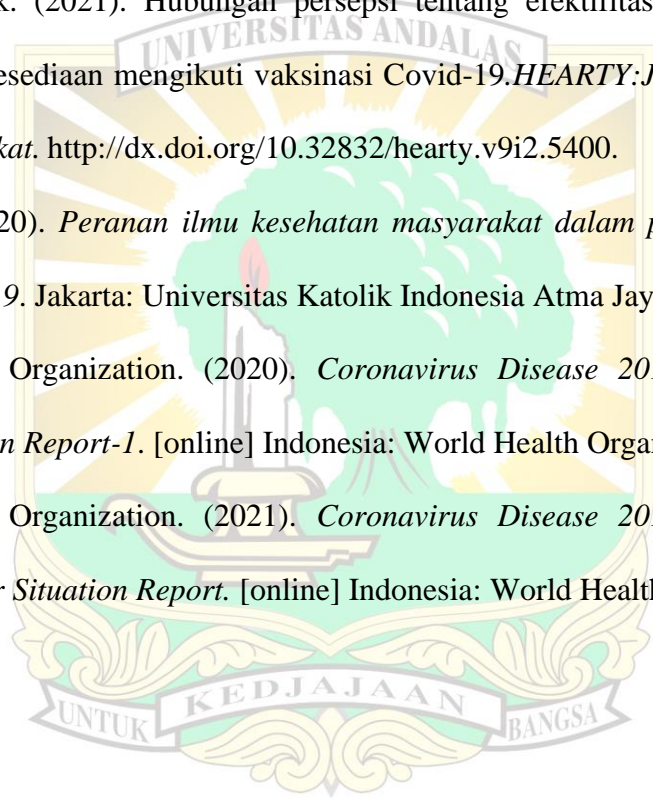 k. (2021). Hubungan persepsi tentang efektifitas
UNIVERSITAS ANDALAS
esediaan mengikuti vaksinasi Covid-19.HEARTY:J
kat. http://dx.doi.org/10.32832/hearty.v9i2.5400.
20). Peranan ilmu kesehatan masyarakat dalam p
9. Jakarta: Universitas Katolik Indonesia Atma Jay
Organization. (2020). Coronavirus Disease 20
n Report-1. [online] Indonesia: World Health Orga
Organization. (2021). Coronavirus Disease 20
r Situation Report. [online] Indonesia: World Healt
UNTUK KEDJAJAAN BANGSA